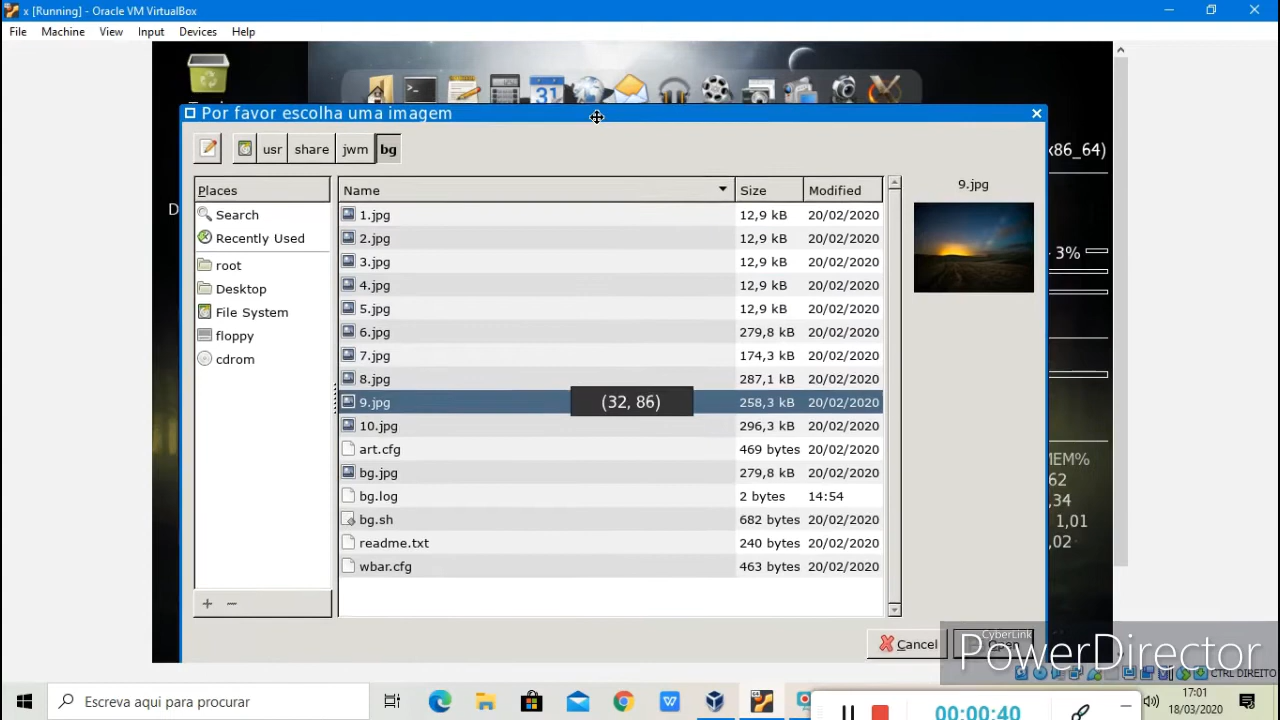 x [Running] - Oracle VM VirtualBox
File Machine View Input Devices Help
31
Por favor escolha uma imagem
x86_64)
usr share jwm bg
Places
Name Size Modified
9.jpg
Search
Recently Used
root
Desktop
File System
floppy
cdrom
D
1.jpg 12,9 kB 20/02/2020
2.jpg 12,9 kB 20/02/2020
3.jpg 12,9 kB 20/02/2020
4.jpg 12,9 kB 20/02/2020
5.jpg 12,9 kB 20/02/2020
6.jpg 279,8 kB 20/02/2020
7.jpg 174,3 kB 20/02/2020
8.jpg 287,1 kB 20/02/2020
9.jpg 258,3 kB 20/02/2020
(32, 86)
10.jpg 296,3 kB 20/02/2020
art.cfg 469 bytes 20/02/2020
bg.jpg 279,8 kB 20/02/2020
bg.log 2 bytes 14:54
bg.sh 682 bytes 20/02/2020
readme.txt 240 bytes 20/02/2020
wbar.cfg 463 bytes 20/02/2020
3%
MEM%
62
,34
1,01
,02
Cancel
Open
CyberLink
PowerDirector
CTRL DIREITO
Escreva aqui para procurar
00:00:40
17:01
18/03/2020